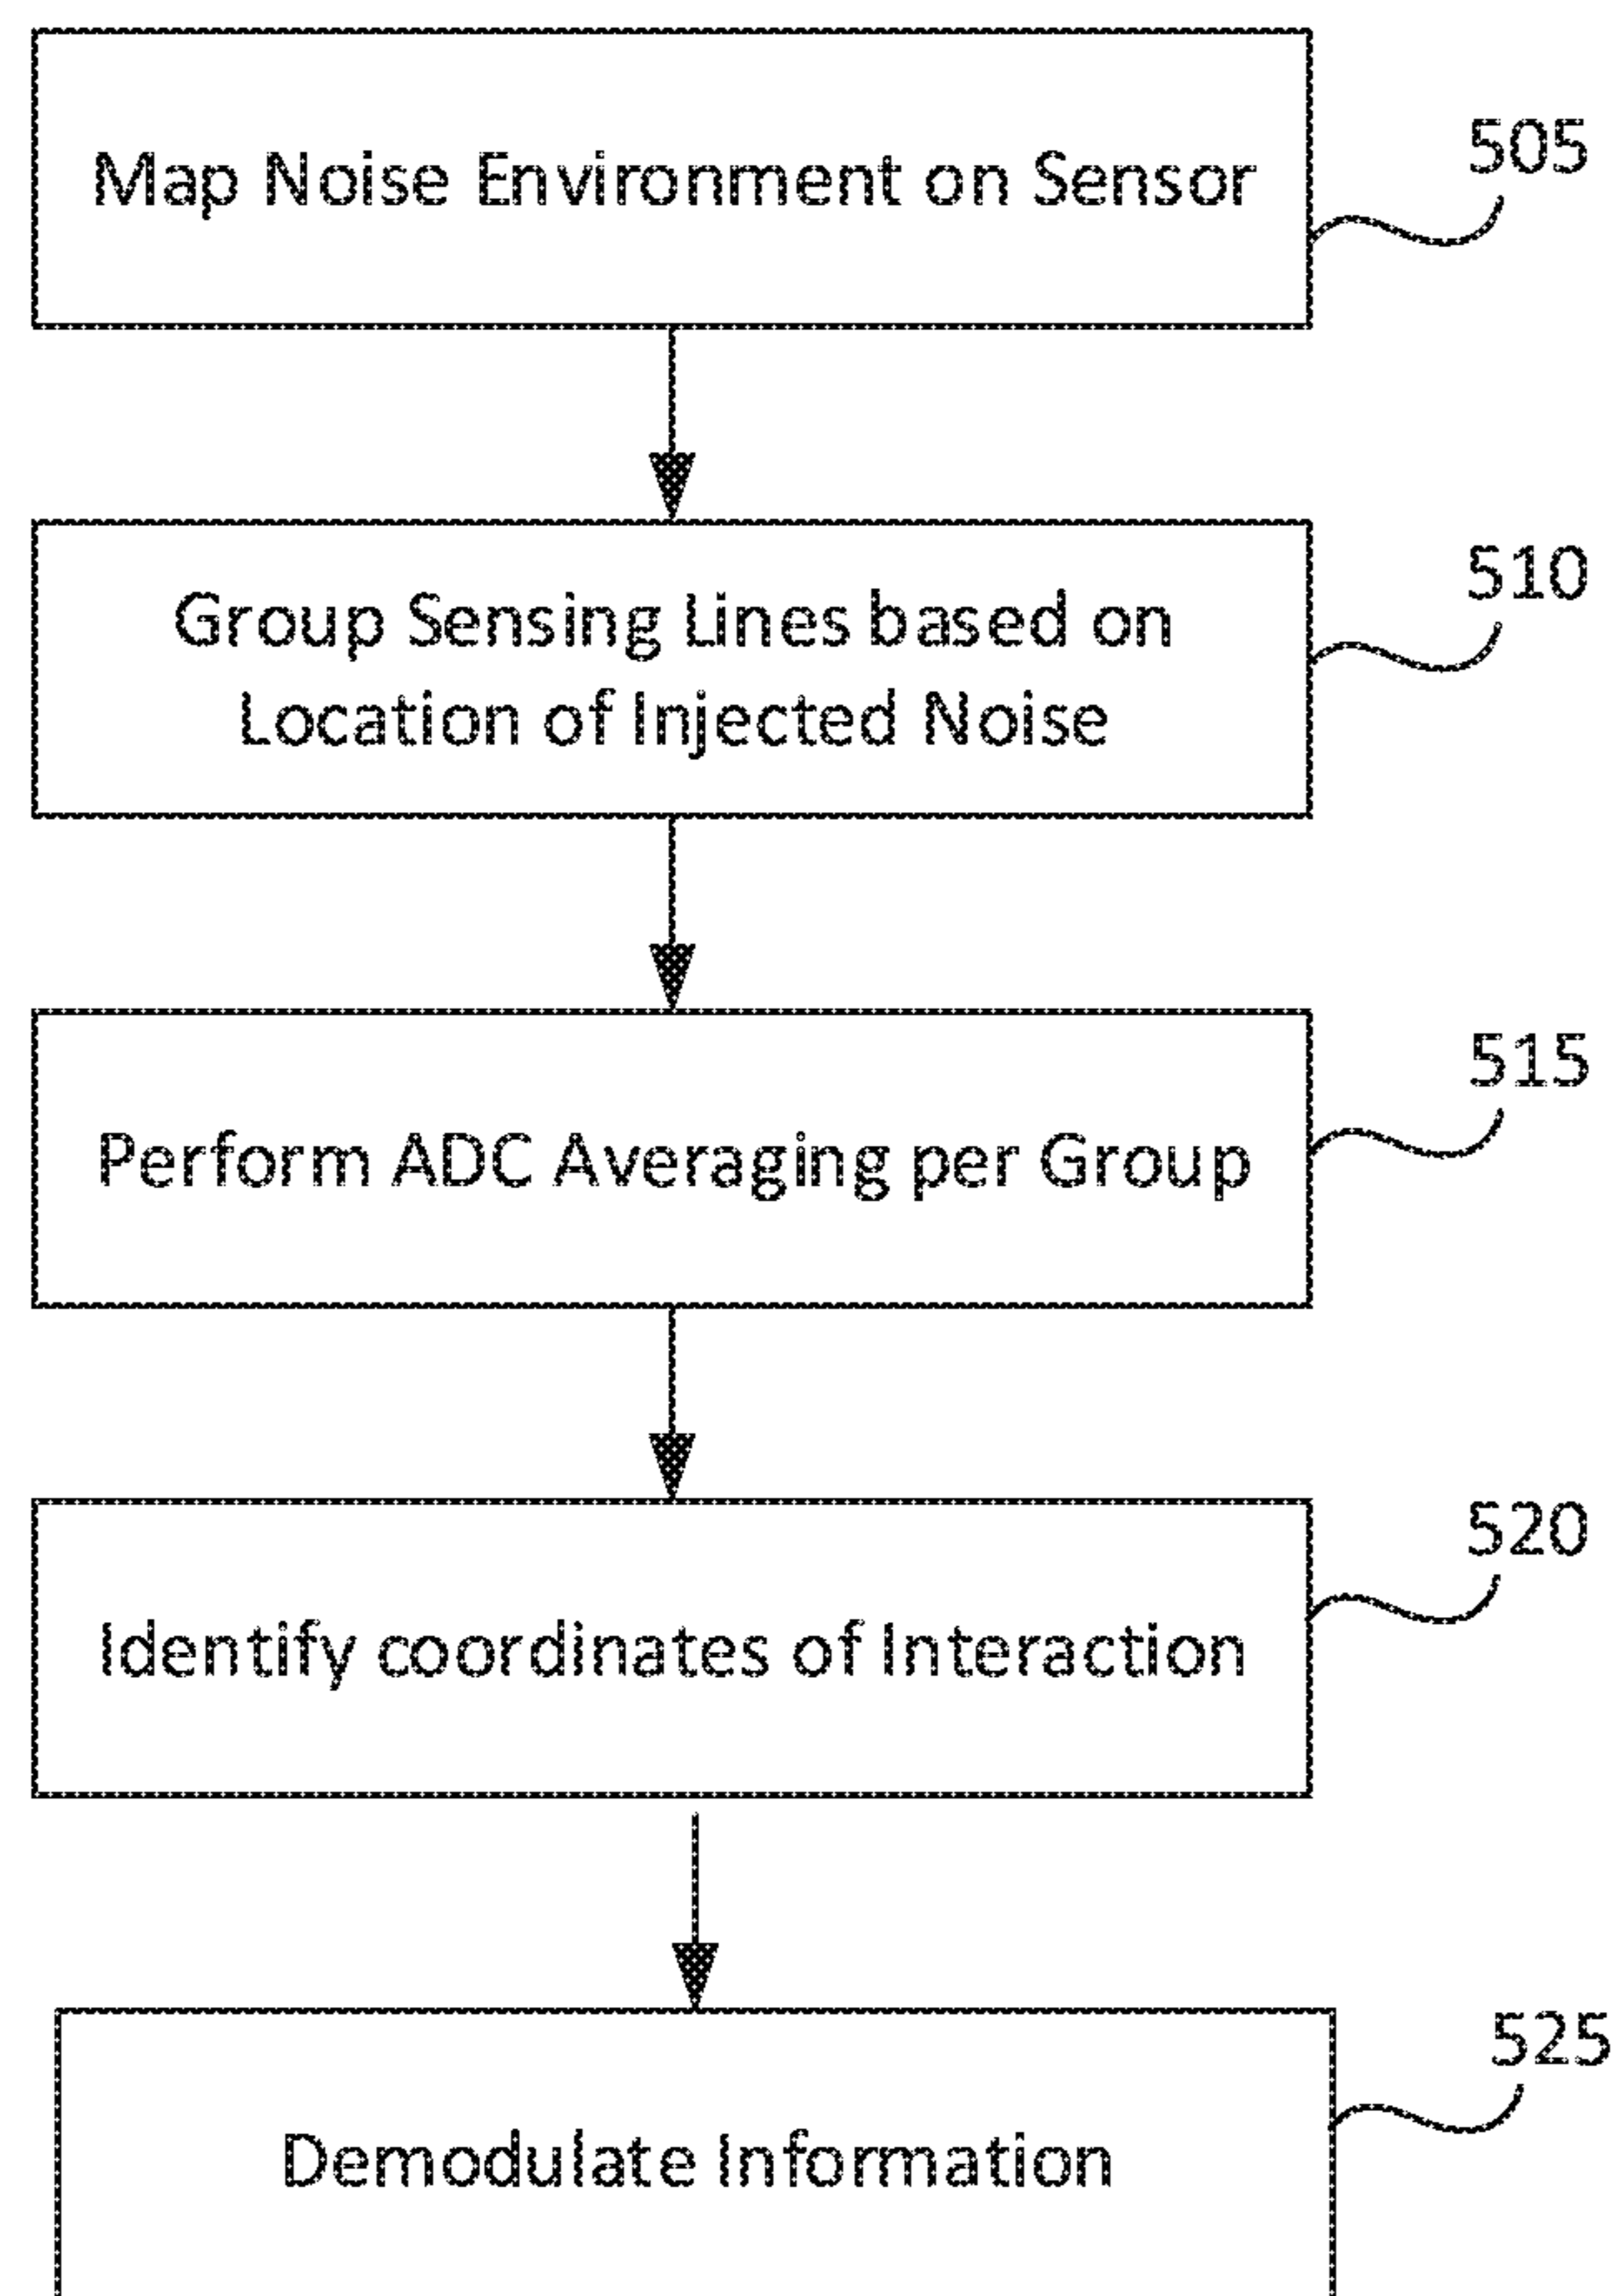 Map Noise Environment on Sensor
505
Group Sensing Lines based on
Location of Injected Noise
510
Perform ADC Averaging per Group
515
Identify coordinates of Interaction
520
Demodulate Information
525